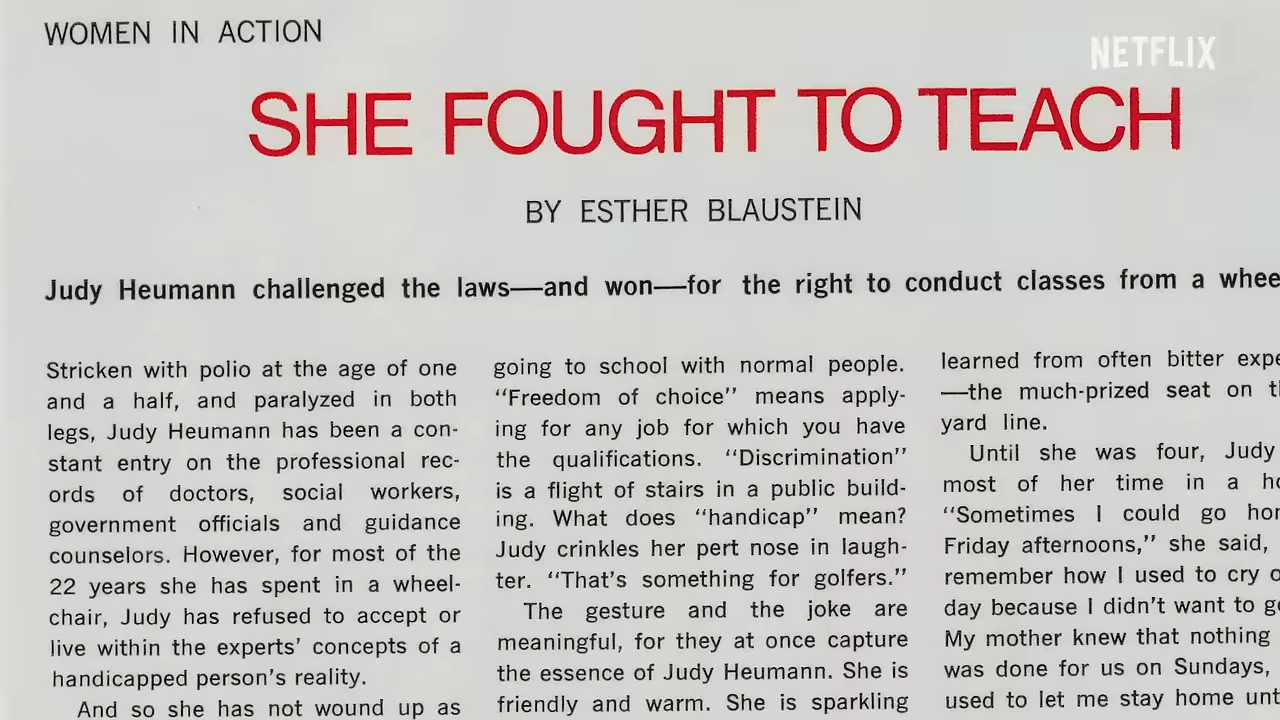 WOMEN IN ACTION
NETFLIX
SHE FOUGHT TO TEACH
BY ESTHER BLAUSTEIN
Judy Heumann challenged the laws—and won—for the right to conduct classes from a whee
Stricken with polio at the age of one
and a half, and paralyzed in both
legs, Judy Heumann has been a con-
stant entry on the professional rec-
ords of doctors, social workers,
government officials and guidance
counselors. However, for most of the
22 years she has spent in a wheel-
chair, Judy has refused to accept or
live within the experts' concepts of a
handicapped person's reality.
And so she has not wound up as
going to school with normal people.
“Freedom of choice” means apply-
ing for any job for which you have
the qualifications. “Discrimination”
is a flight of stairs in a public build-
ing. What does “handicap” mean?
Judy crinkles her pert nose in laugh-
ter. “That's something for golfers.”
The gesture and the joke are
meaningful, for they at once capture
the essence of Judy Heumann. She is
friendly and warm. She is sparkling
learned from often bitter expe
—the much-prized seat on th
yard line.
Until she was four, Judy
most of her time in a ho
“Sometimes I could go hor
Friday afternoons,” she said,
remember how I used to cry o
day because I didn't want to go
My mother knew that nothing
was done for us on Sundays,
used to let me stay home unt